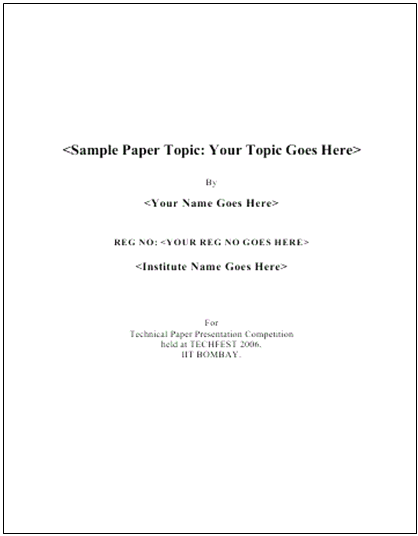 <Sample Paper Topic: Your Topic Goes Here>
By
<Your Name Goes Here>
REG NO: <YOUR REG NO GOES HERE>
<Institute Name Goes Here>
For
Technical Paper Presentation Competition
held at TECHFEST 2006,
IIT BOMBAY.